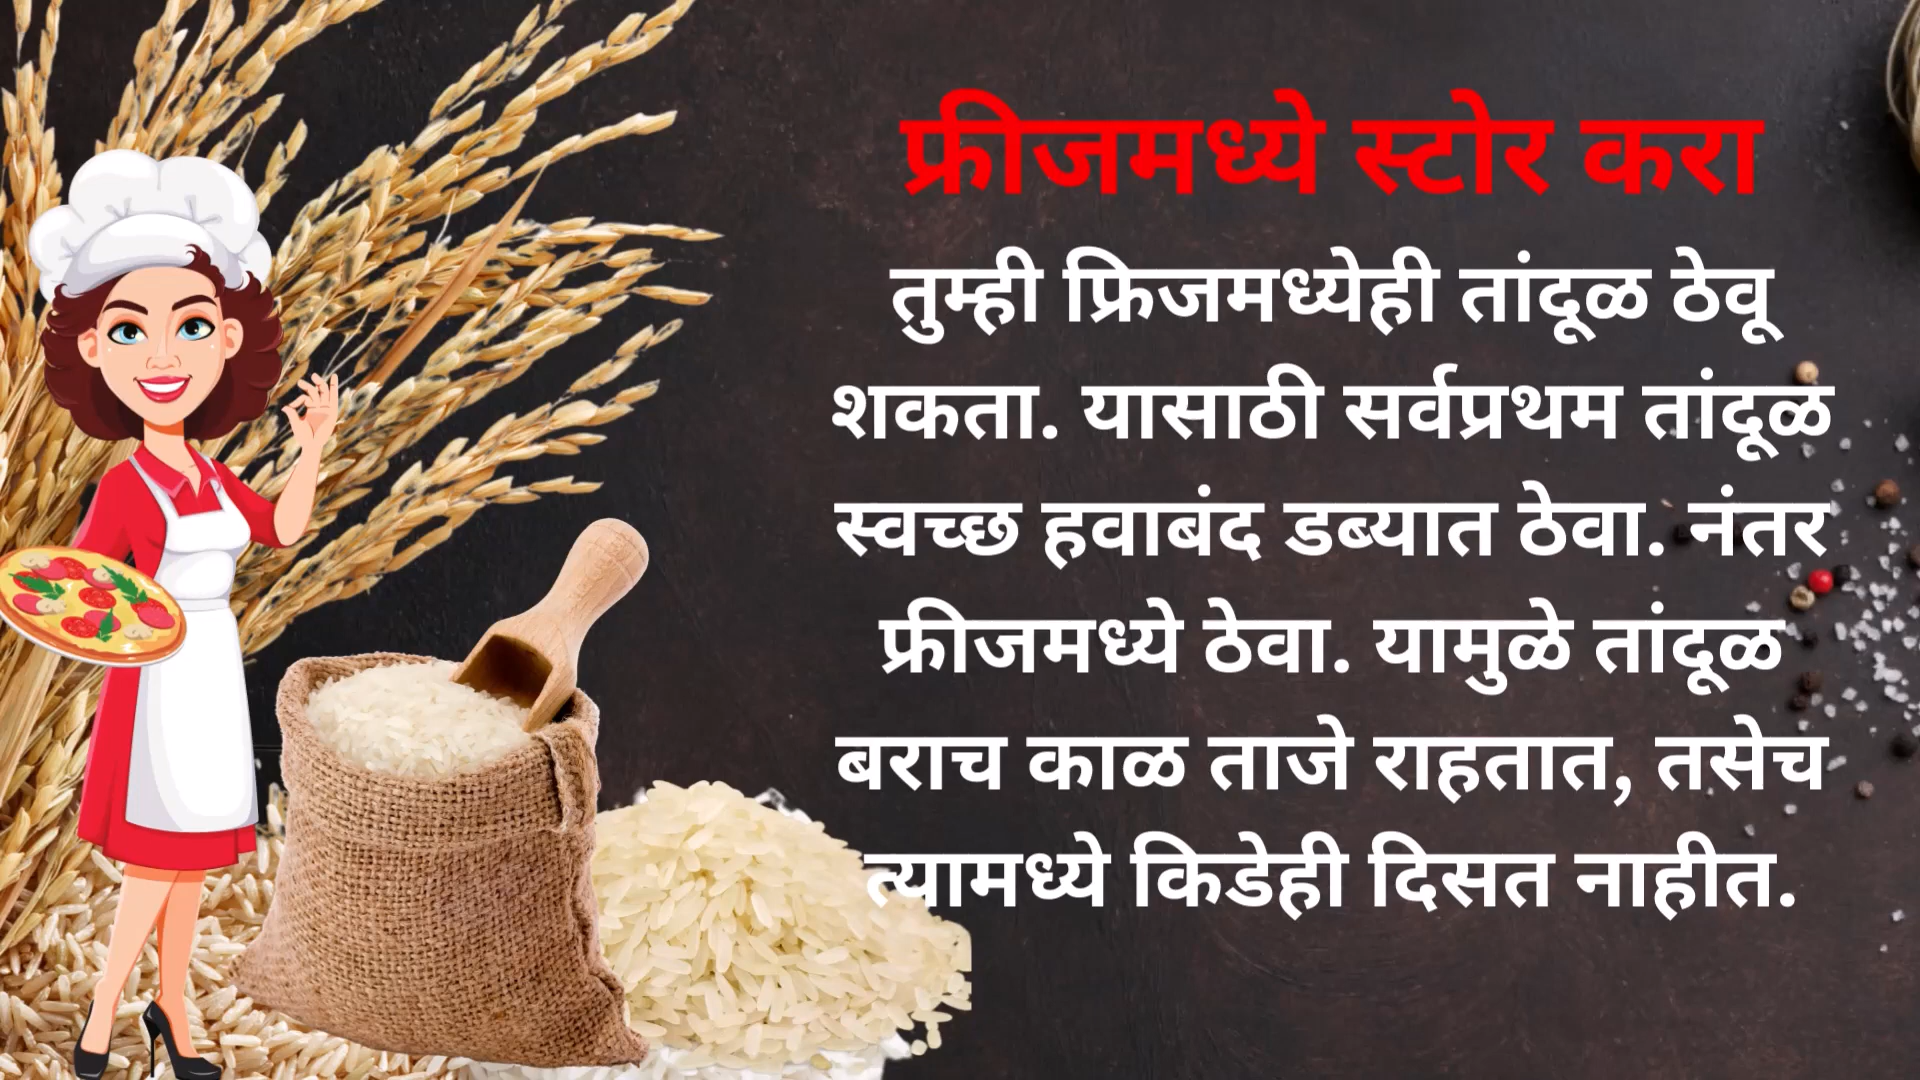 फ्रीजमध्ये स्टोर करा
तुम्ही फ्रिजमध्येही तांदूळ ठेवू
शकता. यासाठी सर्वप्रथम तांदूळ
स्वच्छ हवाबंद डब्यात ठेवा. नंतर
फ्रीजमध्ये ठेवा. यामुळे तांदूळ
बराच काळ ताजे राहतात, तसेच
त्यामध्ये किडेही दिसत नाहीत.